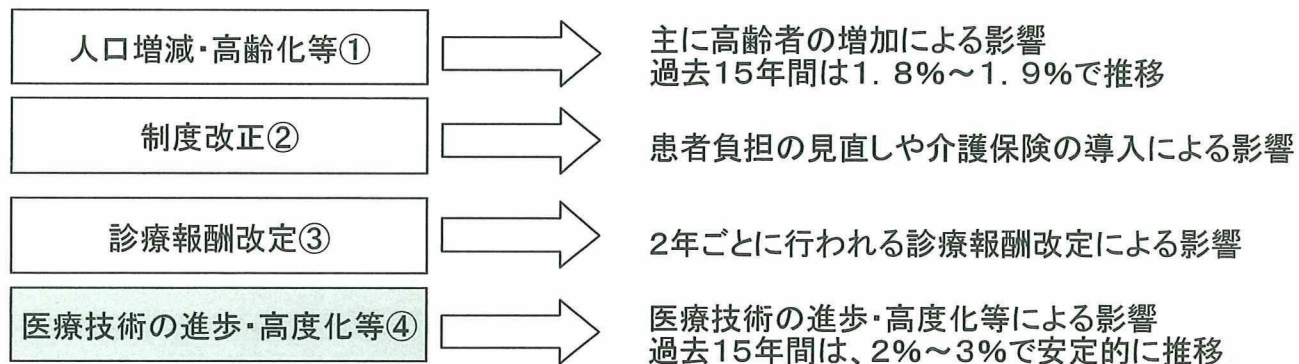 人口増減・高齢化等①
主に高齢者の増加による影響
過去15年間は1.8%~1.9%で推移
制度改正②
患者負担の見直しや介護保険の導入による影響
診療報酬改定③
2年ごとに行われる診療報酬改定による影響
医療技術の進歩・高度化等④
医療技術の進歩・高度化等による影響
過去15年間は、2%~3%で安定的に推移